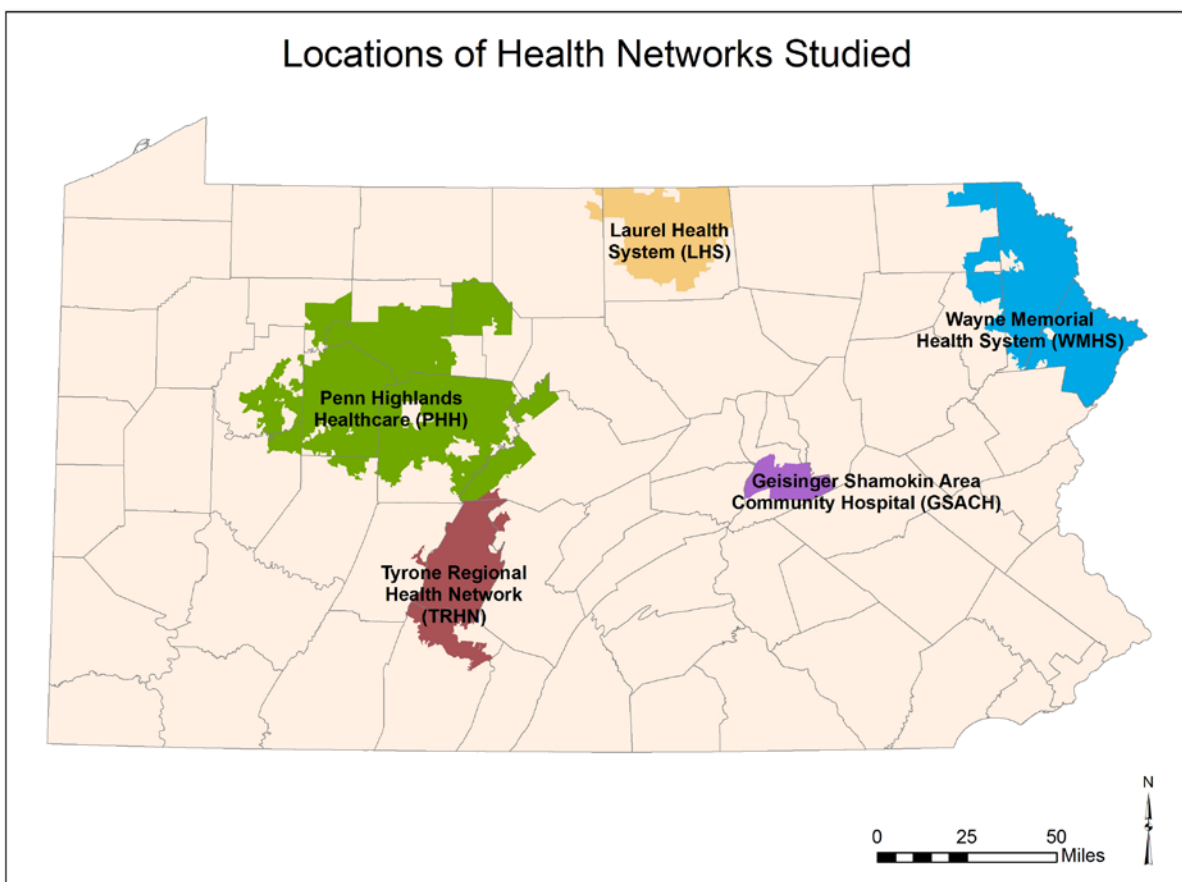 Locations of Health Networks Studied
Laurel Health
System (LHS)
Wayne Memorial
Health System (WMHS)
Penn Highlands
Healthcare (PHH)
Geisinger Shamokin Area
Community Hospital (GSACH)
Tyrone Regional
Health Network
(TRHN)
N
0 25 50
Miles